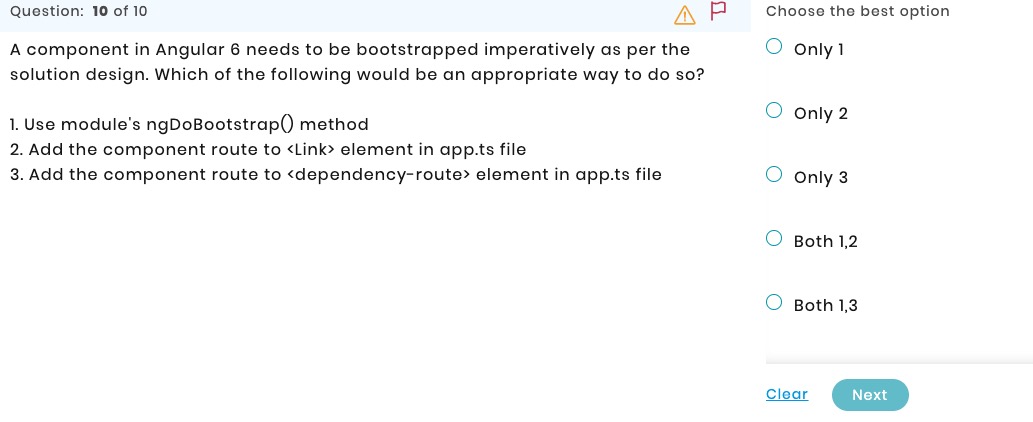 Question: 10 of 10
A component in Angular 6 needs to be bootstrapped imperatively as per the
solution design. Which of the following would be an appropriate way to do so?
1. Use module's ngDoBootstrap() method
2. Add the component route to <Link> element in app.ts file
3. Add the component route to <dependency-route> element in app.ts file
Choose the best option
Only 1
Only 2
Only 3
Both 1,2
Both 1,3
Clear
Next